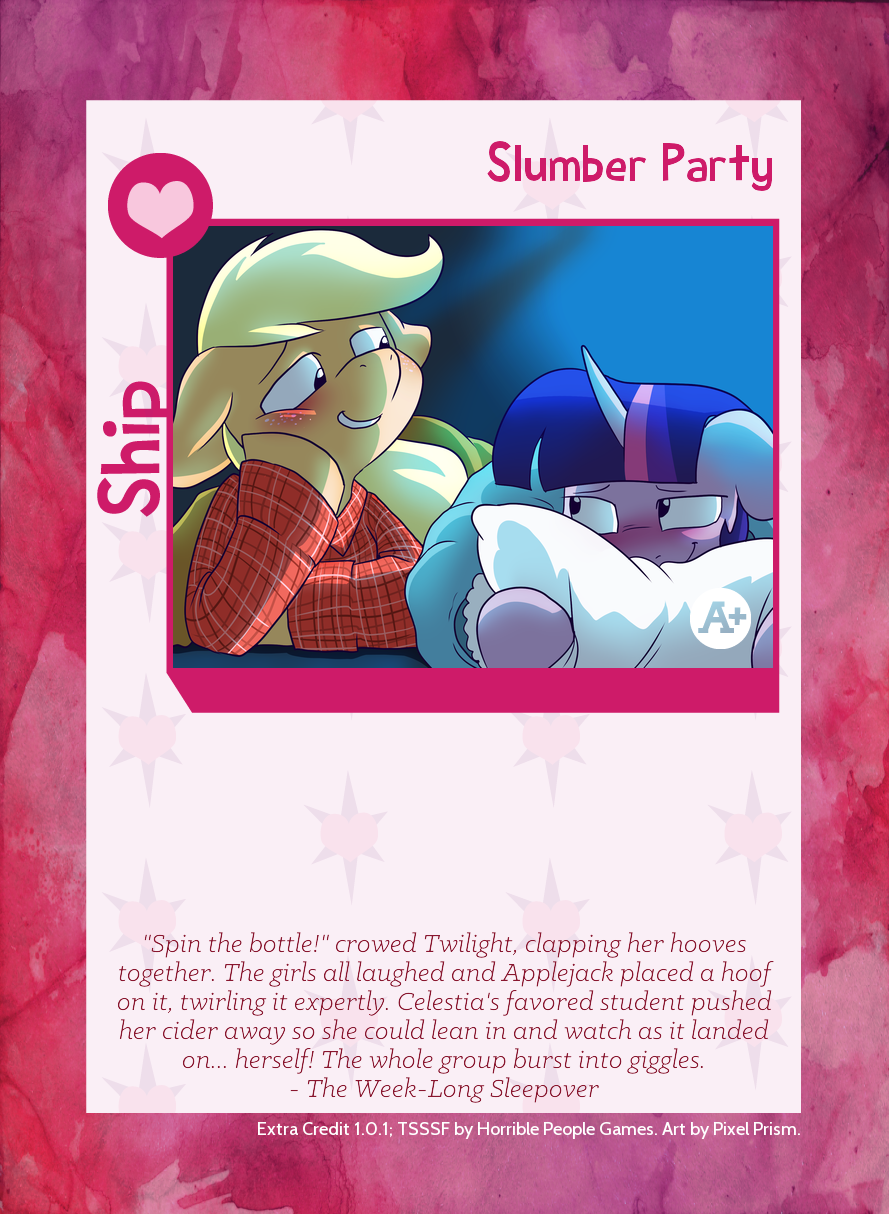 Slumber Party
Ship
A+
"Spin the bottle!" crowed Twilight, clapping her hooves
together. The girls all laughed and Applejack placed a hoof
on it, twirling it expertly. Celestia's favored student pushed
her cider away so she could lean in and watch as it landed
on... herself! The whole group burst into giggles.
- The Week-Long Sleepover
Extra Credit 1.0.1; TSSSF by Horrible People Games. Art by Pixel Prism.